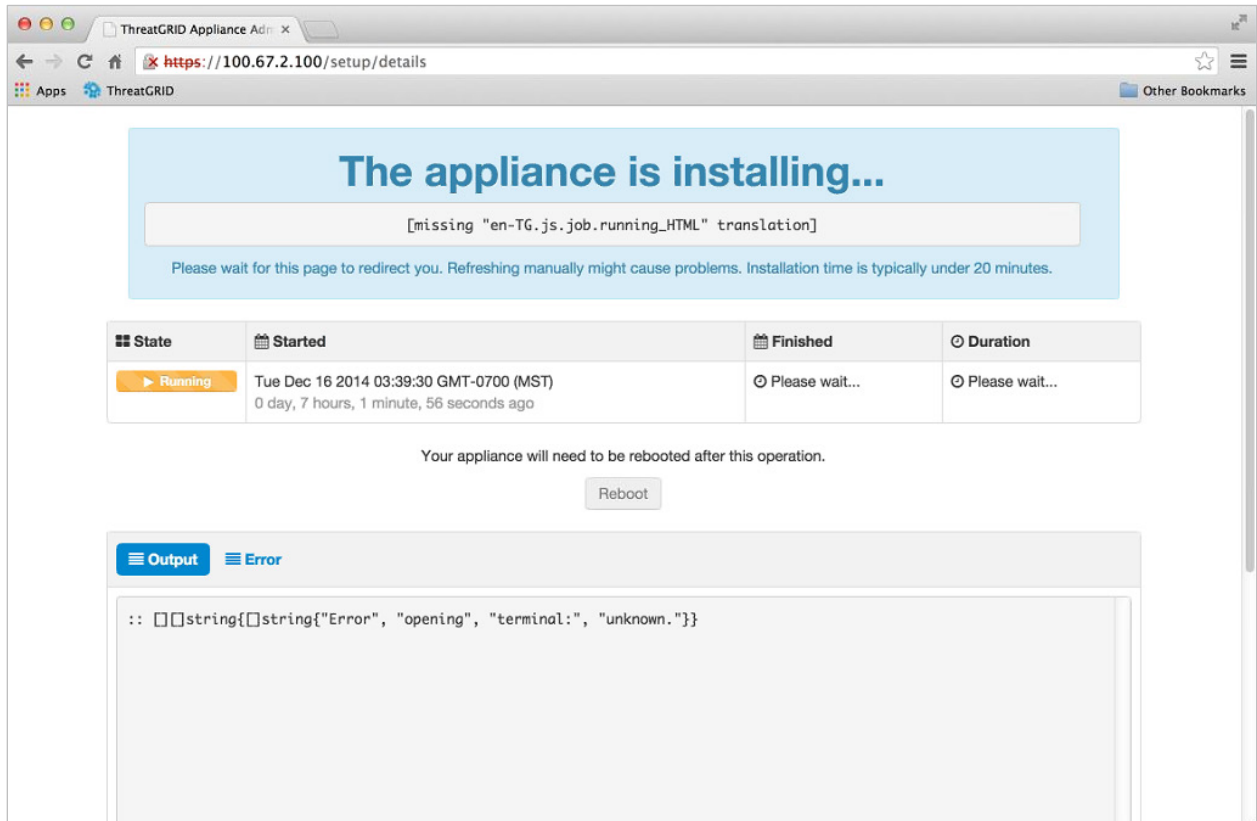 ThreatGRID Appliance Adm
https://100.67.2.100/setup/details
Apps ThreatGRID Other Bookmarks
The appliance is installing...
[missing "en-TG.js.job.running_HTML" translation]
Please wait for this page to redirect you. Refreshing manually might cause problems. Installation time is typically under 20 minutes.
State Started Finished Duration
Running Tue Dec 16 2014 03:39:30 GMT-0700 (MST) Please wait... Please wait...
0 day, 7 hours, 1 minute, 56 seconds ago
Your appliance will need to be rebooted after this operation.
Reboot
Output Error
:: [][]string{[]string{"Error", "opening", "terminal:", "unknown."}}